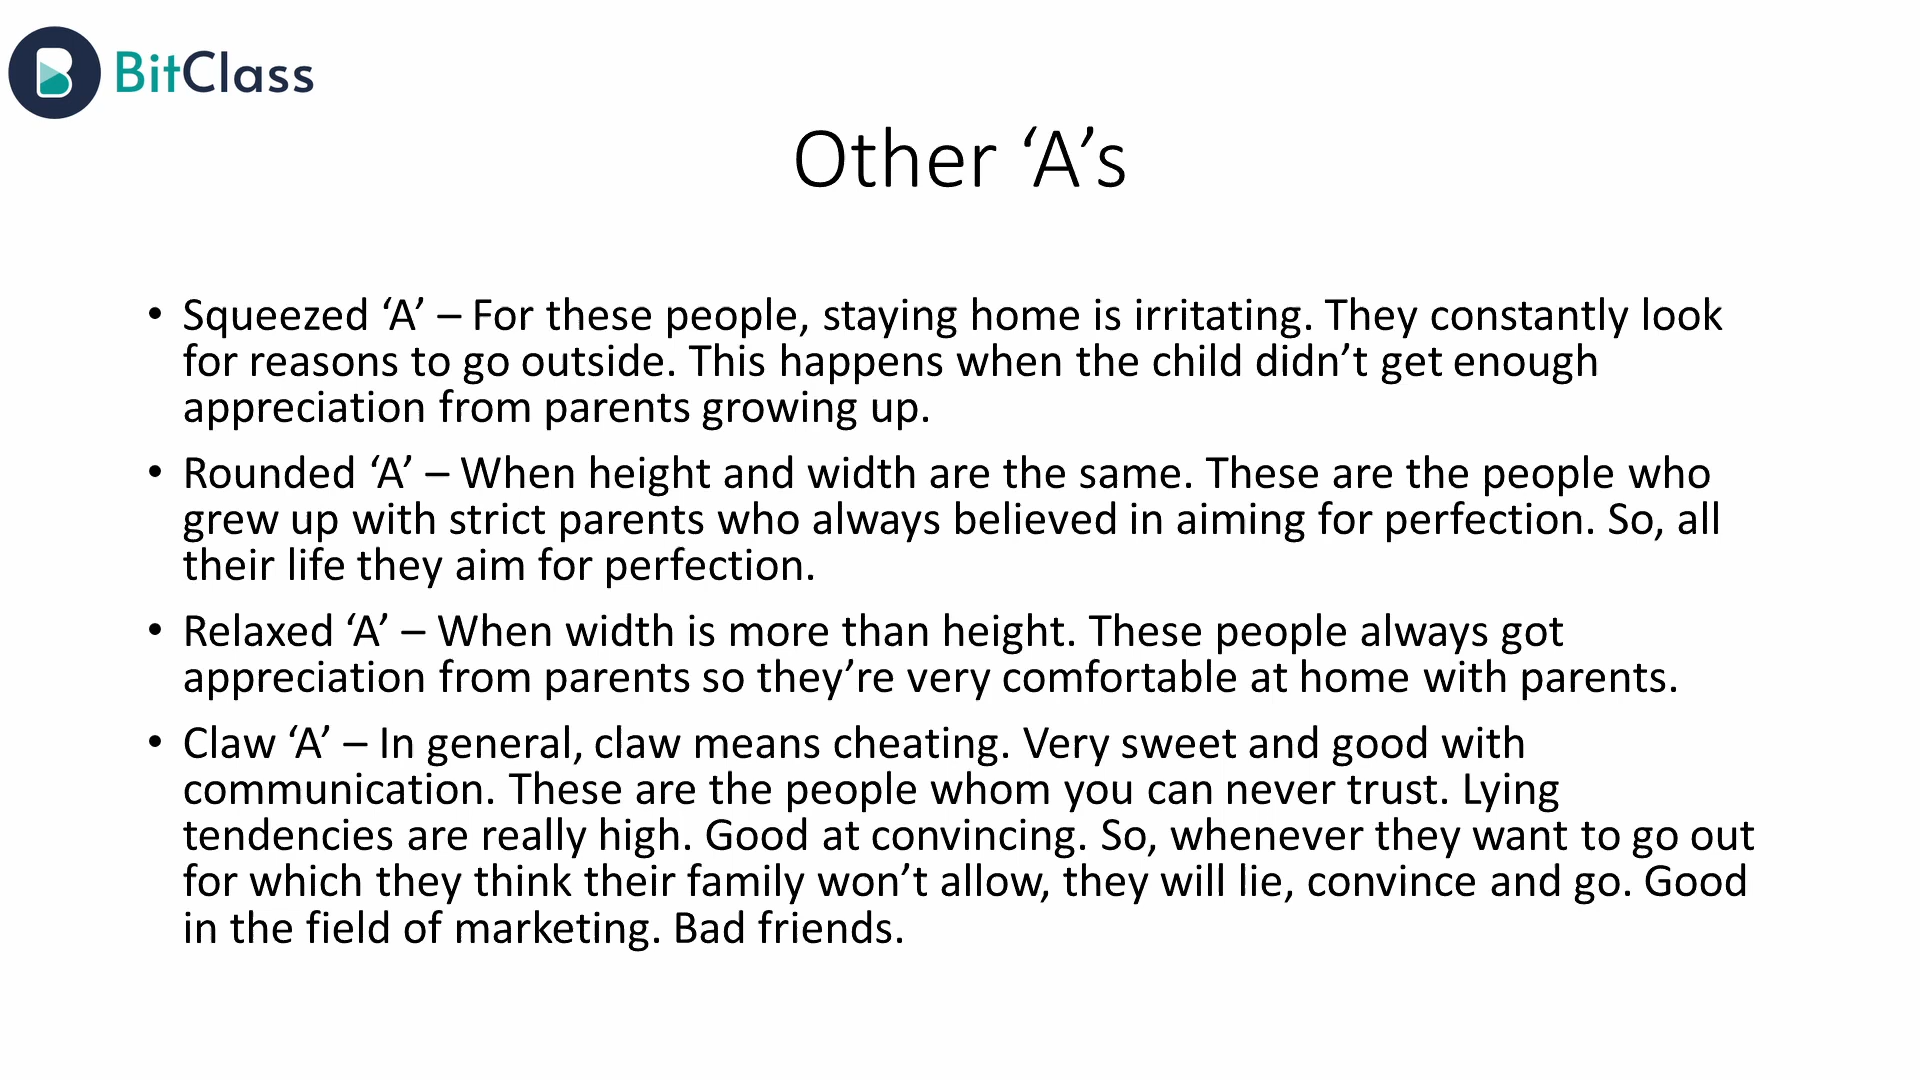 BitClass
Other ‘A’s
• Squeezed ‘A’ – For these people, staying home is irritating. They constantly look
for reasons to go outside. This happens when the child didn’t get enough
appreciation from parents growing up.
• Rounded ‘A’ – When height and width are the same. These are the people who
grew up with strict parents who always believed in aiming for perfection. So, all
their life they aim for perfection.
• Relaxed ‘A’ – When width is more than height. These people always got
appreciation from parents so they’re very comfortable at home with parents.
• Claw ‘A’ – In general, claw means cheating. Very sweet and good with
communication. These are the people whom you can never trust. Lying
tendencies are really high. Good at convincing. So, whenever they want to go out
for which they think their family won’t allow, they will lie, convince and go. Good
in the field of marketing. Bad friends.